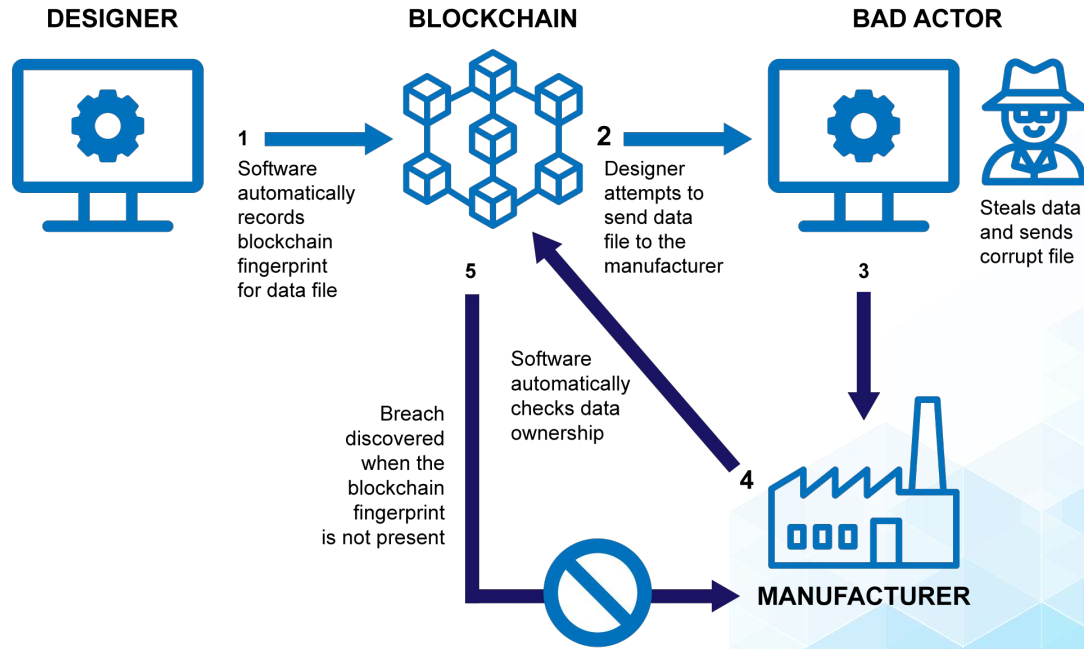 DESIGNER
BLOCKCHAIN
BAD ACTOR
1
Software
automatically
records
blockchain
fingerprint
for data file
2
Designer
attempts to
send data
file to the
manufacturer
Steals data
and sends
corrupt file
3
4
Software
automatically
checks data
ownership
5
Breach
discovered
when the
blockchain
fingerprint
is not present
MANUFACTURER